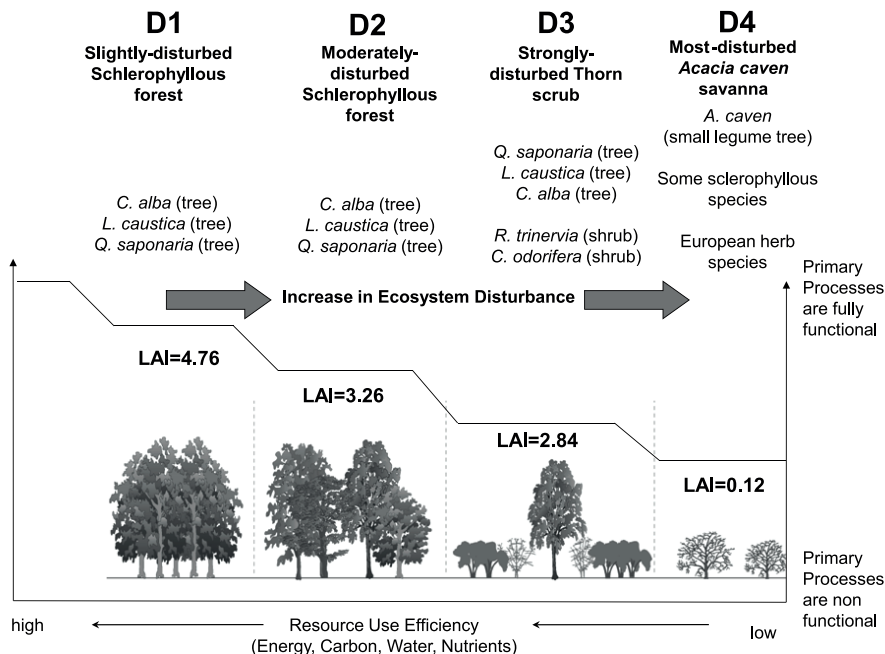 D1
Slightly-disturbed
Schlerophyllous
forest
C. alba (tree)
L. caustica (tree)
Q. saponaria (tree)
D2
Moderately-
disturbed
Schlerophyllous
forest
C. alba (tree)
L. caustica (tree)
Q. saponaria (tree)
D3
Strongly-
disturbed Thorn
scrub
Q. saponaria (tree)
L. caustica (tree)
C. alba (tree)
R. trinervia (shrub)
C. odorifera (shrub)
D4
Most-disturbed
Acacia caven
savanna
A. caven
(small legume tree)
Some sclerophyllous
species
European herb
species
Increase in Ecosystem Disturbance
Primary
Processes
are fully
functional
LAI=4.76
LAI=3.26
LAI=2.84
LAI=0.12
Primary
Processes
are non
functional
high
Resource Use Efficiency
(Energy, Carbon, Water, Nutrients)
low